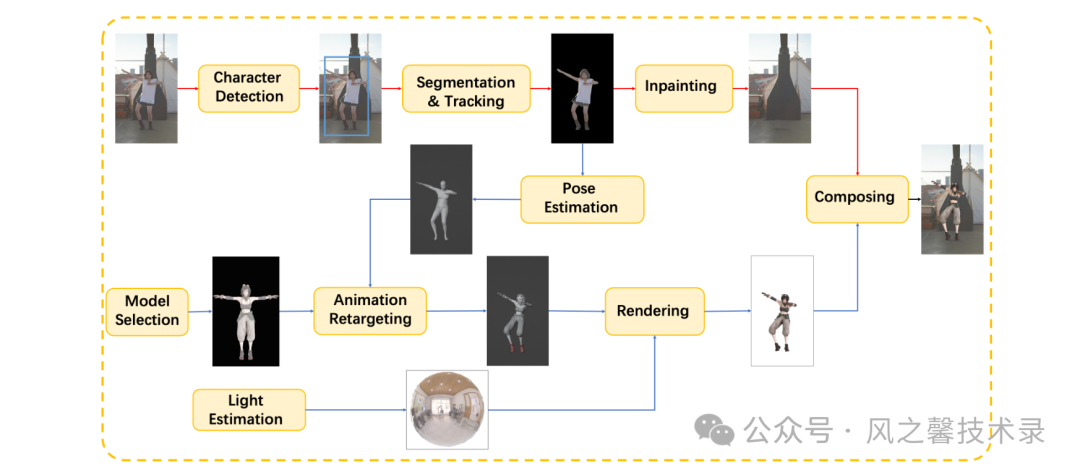 Character
Detection
Segmentation
& Tracking
Inpainting
Pose
Estimation
Composing
Model
Selection
Animation
Retargeting
Rendering
Light
Estimation
公众号 · 风之馨技术录